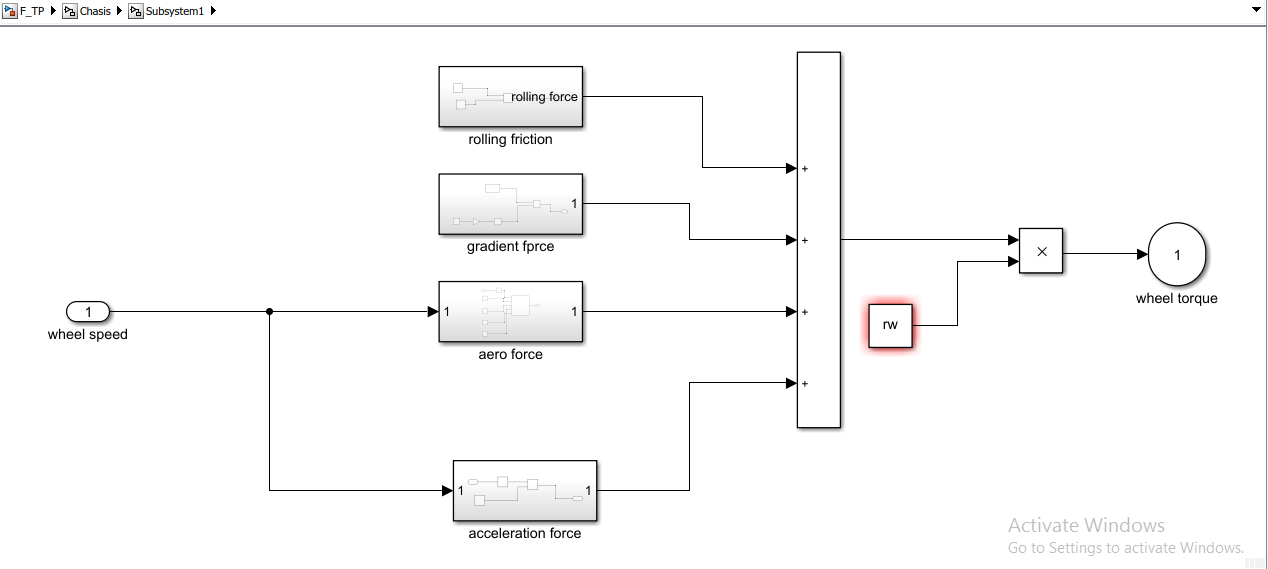 F_TP Chasis Subsystem1
rolling force
rolling friction
+
1
gradient fprce
+
1
wheel speed
1
1
aero force
+
rw
×
1
wheel torque
+
1
1
acceleration force
Activate Windows
Go to Settings to activate Windows.